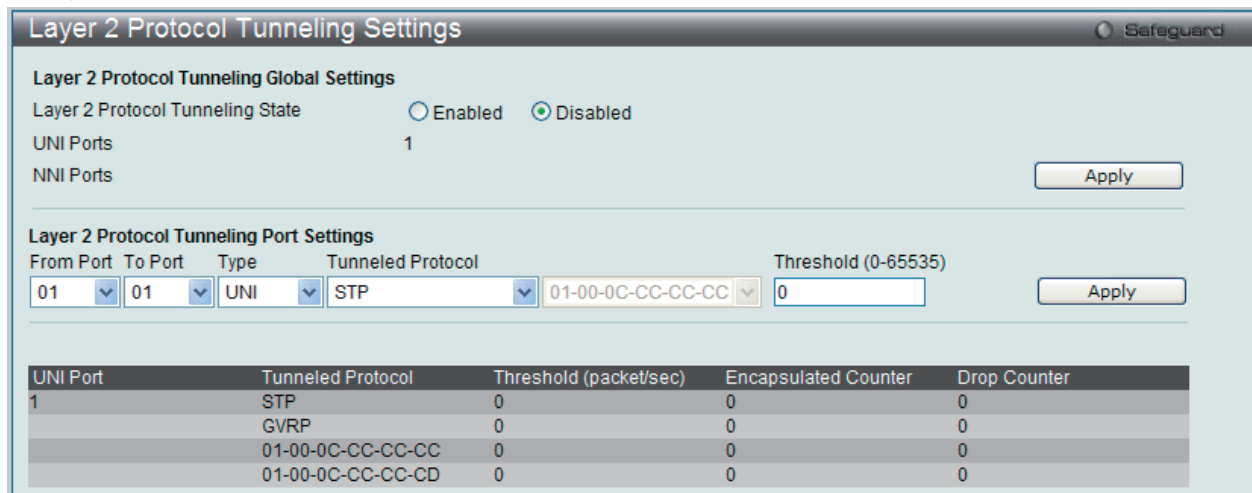 Layer 2 Protocol Tunneling Settings Safeguard
Layer 2 Protocol Tunneling Global Settings
Layer 2 Protocol Tunneling State Enabled Disabled
UNI Ports 1
NNI Ports Apply
Layer 2 Protocol Tunneling Port Settings
From Port To Port Type Tunneled Protocol Threshold (0-65535)
01 01 UNI STP 01-00-0C-CC-CC-CC 0 Apply
UNI Port Tunneled Protocol Threshold (packet/sec) Encapsulated Counter Drop Counter
1 STP 0 0 0
GVRP 0 0 0
01-00-0C-CC-CC-CC 0 0 0
01-00-0C-CC-CC-CD 0 0 0